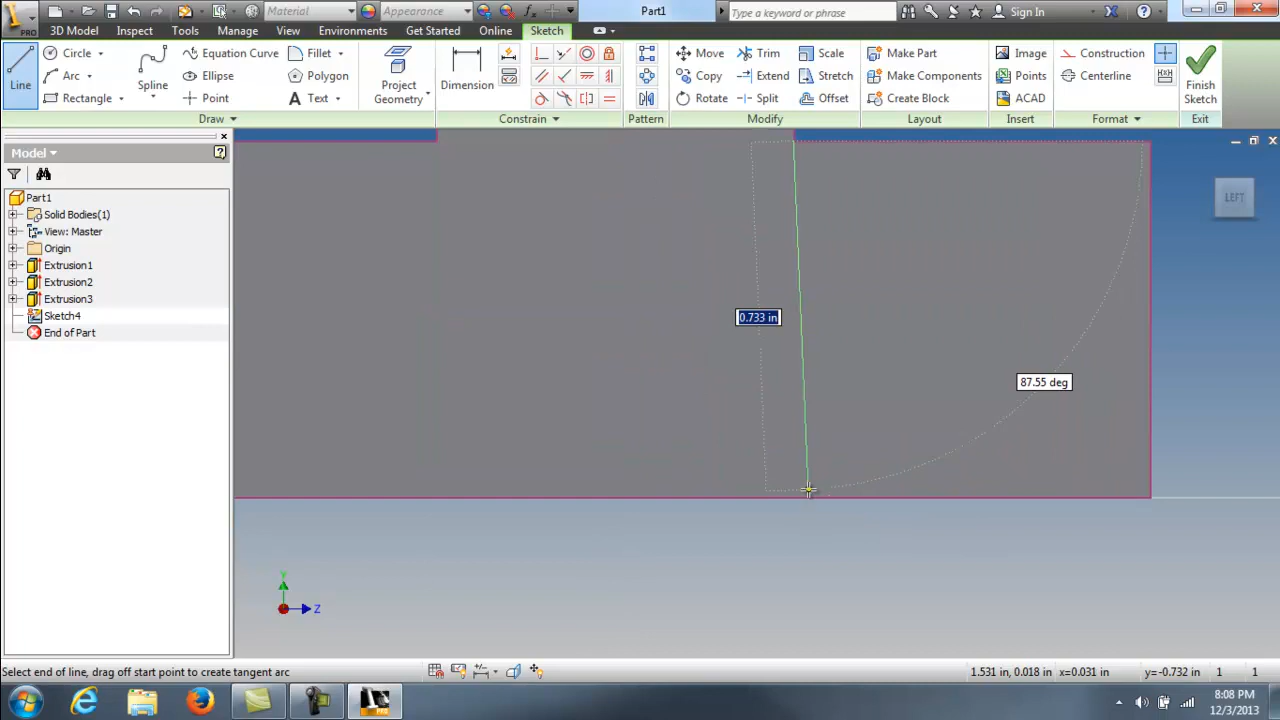 Material
Appearance
Part1
Type a keyword or phrase
Sign In
PRO
3D Model
Inspect
Tools
Manage
View
Environments
Get Started
Online
Sketch
Line
Circle
Arc
Rectangle
Spline
Equation Curve
Ellipse
Point
Fillet
Polygon
Text
Project
Geometry
Dimension
Move
Copy
Rotate
Trim
Extend
Split
Scale
Stretch
Offset
Make Part
Make Components
Create Block
Image
Points
ACAD
Construction
Centerline
Finish
Sketch
Draw
Constrain
Pattern
Modify
Layout
Insert
Format
Exit
Model
Part1
Solid Bodies(1)
View: Master
Origin
Extrusion1
Extrusion2
Extrusion3
Sketch4
End of Part
LEFT
0.733 in
87.55 deg
Y
Z
Select end of line, drag off start point to create tangent arc
1.531 in, 0.018 in
x=0.031 in
y=-0.732 in
1
1
8:08 PM
12/3/2013